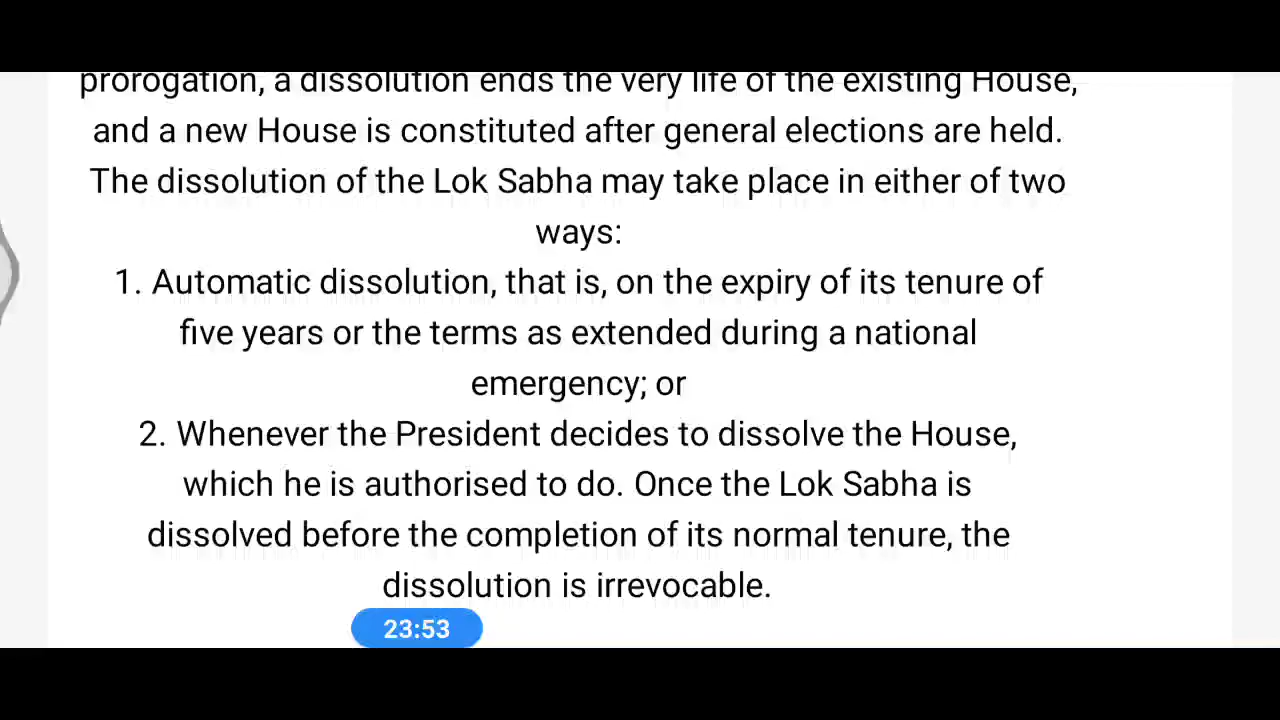 prorogation, a dissolution ends the very life of the existing House,
and a new House is constituted after general elections are held.
The dissolution of the Lok Sabha may take place in either of two
ways:
1. Automatic dissolution, that is, on the expiry of its tenure of
five years or the terms as extended during a national
emergency; or
2. Whenever the President decides to dissolve the House,
which he is authorised to do. Once the Lok Sabha is
dissolved before the completion of its normal tenure, the
dissolution is irrevocable.
23:53